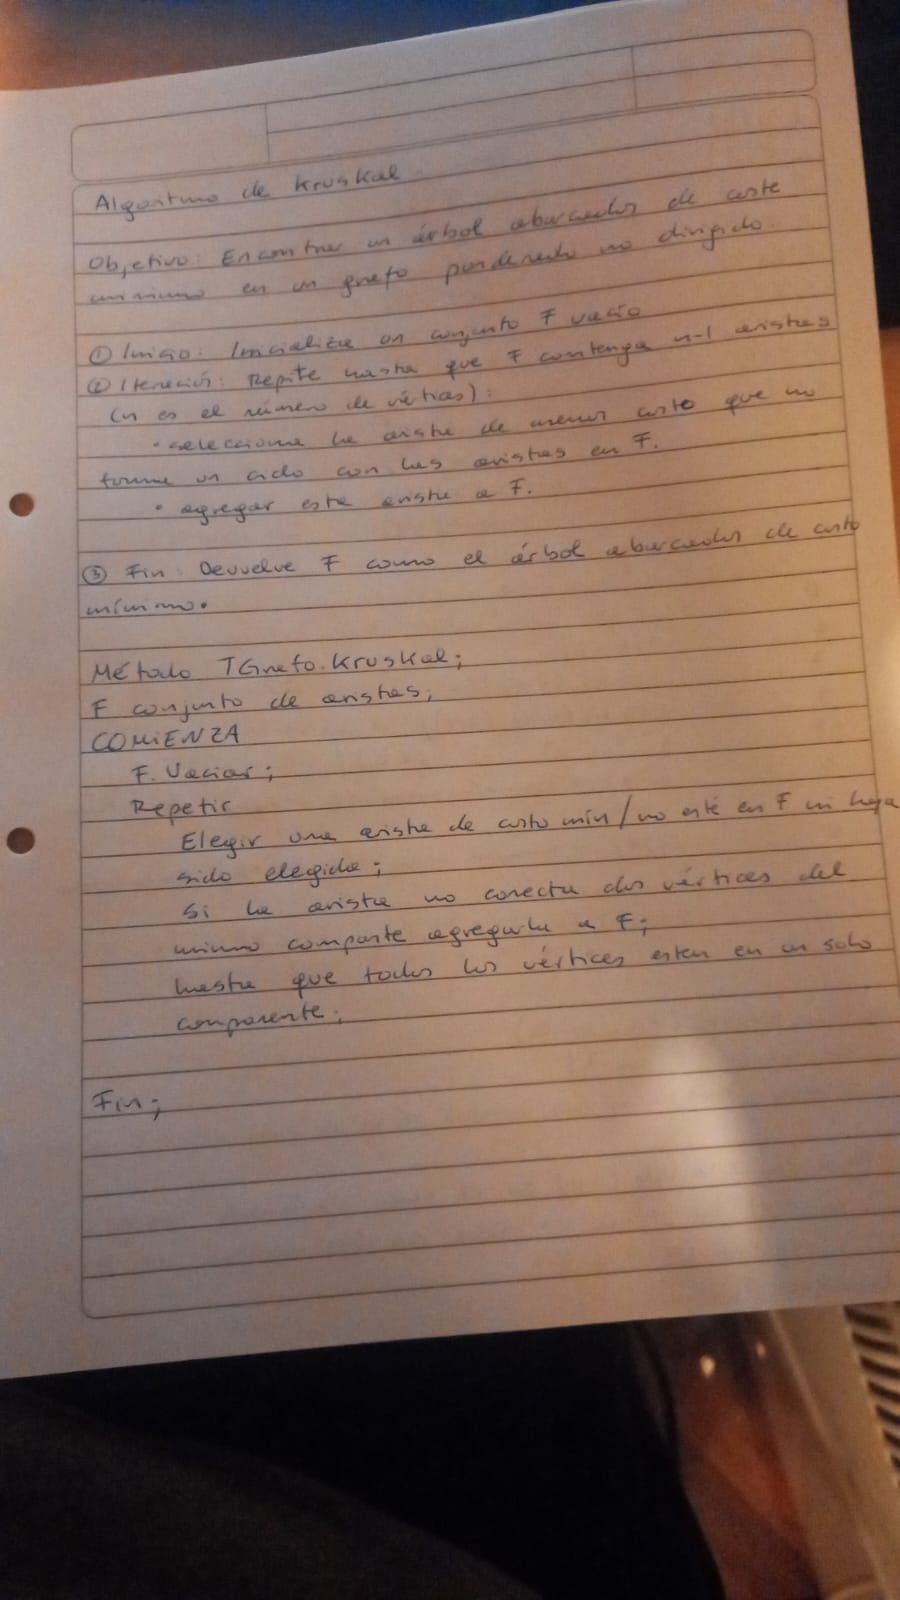 Algoritmo de Kruskal.
Objetivo: Encontrar un árbol abarcador de coste
mínimo en un grafo ponderado no dirigido.
① Inicio: Inicializa un conjunto F vacío
② Iteración: Repite hasta que F contenga n-1 aristas
(n es el número de vértices):
• selecciona la arista de menor costo que no
forme un ciclo con las aristas en F.
• agregar esta arista a F.
③ Fin: Devuelve F como el árbol abarcador de costo
mínimo.
Método TGrafo.Kruskal;
F conjunto de aristas;
COMIENZA
F. Vaciar;
Repetir
Elegir una arista de costo mín / no esté en F ni haya
sido elegida;
Si la arista no conecta dos vértices del
mismo componte agregarla a F;
hasta que todos los vértices esten en un solo
componente;
Fin;